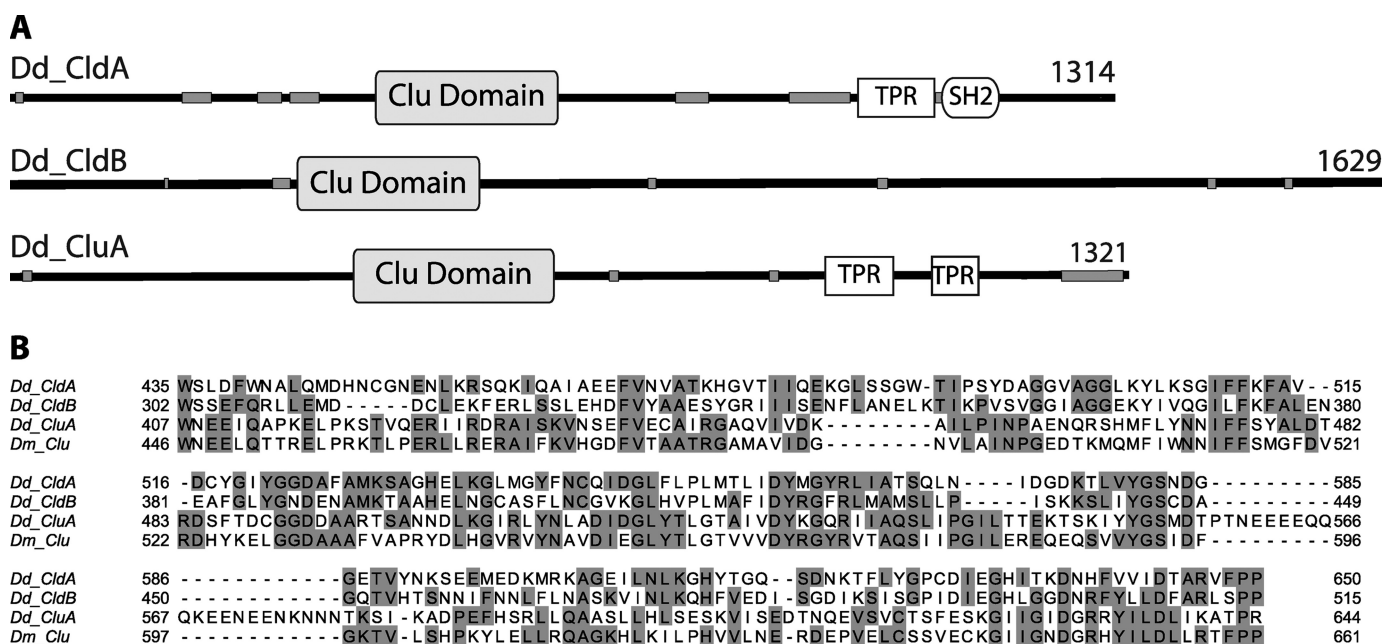 A
Dd_CldA
1314
Clu Domain
TPR
SH2
Dd_CldB
1629
Clu Domain
Dd_CluA
1321
Clu Domain
TPR
TPR
B
Dd_CldA 435 WSLDFWNALQMDHNCGNENLKRSQKIQAIAEEFVNVATKHGVTIIQEKGLSSGW-TIPSYDAGGVAGGLKYLKSGIFFKFAV--515
Dd_CldB 302 WSSEFQRLLEMD-----DCLEKFERLSSLEHDFVYAAESYGRIIISENFLANELKTIKPVSVGGIAGGEKYIVQGILFKFALEN380
Dd_CluA 407 WNEEIQAPKELPKSTVQERIIRDRAISKVNSEFVECAIRGAQVIVDK--------AILPINPAENQRSHMFLYNNIFFSYALDT482
Dm_Clu 446 WNEELQTTRELPRKTLPERLLRERAIFKVHGDFVTAATRGAMAVIDG--------NVLAINPGEDTKMQMFIWNNIFFSMGFDV521
Dd_CldA 516 -DCYGIYGGDAFAMKSAGHELKGLMGYFNCQIDGLFLPLMTLIDYMGYRLIATSQLN----IDGDKTLVYGSNDG---------585
Dd_CldB 381 -EAFGLYGNDENAMKTAAHELNGCASFLNCGVKGLHVPLMAFIDYRGFRLMAMSLLP-----ISKKSLIYGSCDA---------449
Dd_CluA 483 RDSFTDCGGDDAARTSANNDLKGIRLYNLADIDGLYTLGTAIVDYKGQRIIAQSLIPGILTTEKTSKIYYGSMDTPTNEEEEQQ566
Dm_Clu 522 RDHYKELGGDAAAFVAPRYDLHGVRVYNAVDIEGLYTLGTVVVDYRGYRVTAQSIIPGILEREQEQSVVYGSIDF---------596
Dd_CldA 586 ------------GETVYNKSEEMEDKMRKAGEILNLKGHYTGQ--SDNKTFLYGPCDIEGHITKDNHFVVIDTARVFPP 650
Dd_CldB 450 ------------GQTVHTSNNIFNNLFLNASKVINLKQHFVEDI-SGDIKSISGPIDIEGHLGGDNRFYLLDFARLSPP 515
Dd_CluA 567 QKEENEENKNNNTKSI-KADPEFHSRLLQAASLLHLSESKVISEDTNQEVSVCTSFESKGIIGIDGRRYILDLIKATPR 644
Dm_Clu 597 ------------GKTVLSHPKYLELLRQAGKHLKILPHVVLNE-RDEPVELCSSVECKGIIGNDGRHYILDLLRTFPP 661